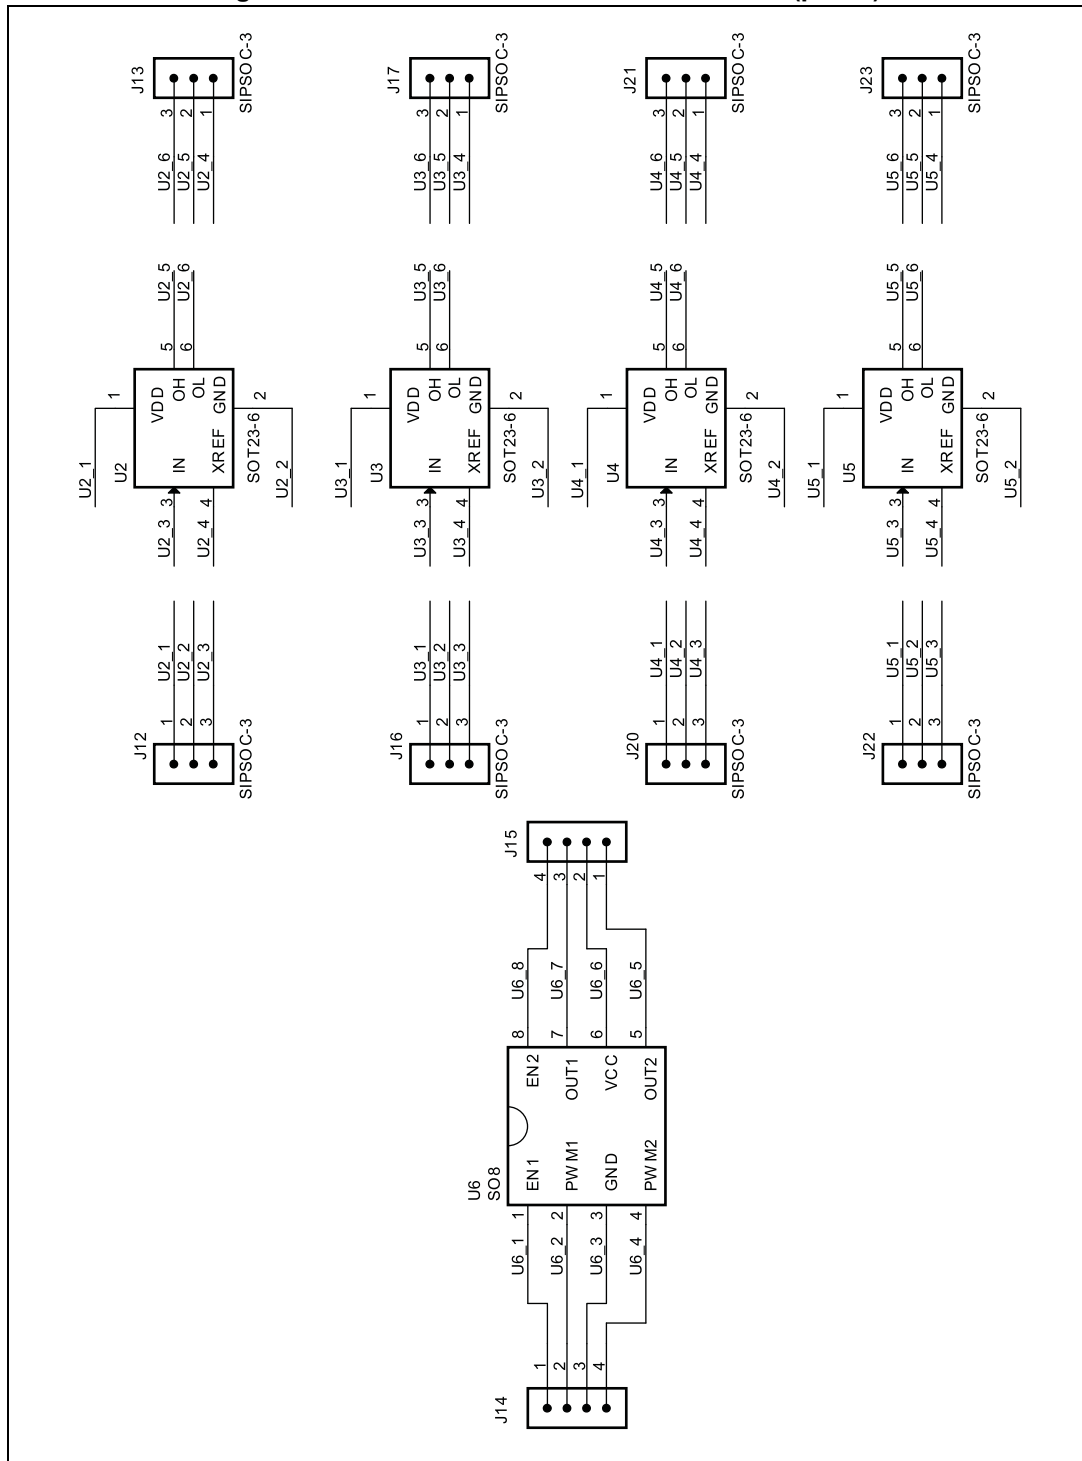 J13
SIPSOC-3
3
2
1
U2_6
U2_5
U2_4
J17
SIPSOC-3
3
2
1
U3_6
U3_5
U3_4
J21
SIPSOC-3
3
2
1
U4_6
U4_5
U4_4
J23
SIPSOC-3
3
2
1
U5_6
U5_5
U5_4
U2_5
U2_6
5
6
1
VDD
OH
OL
GND
2
U2_1
U2
IN
XREF
SOT23-6
U2_2
3
4
U2_3
U2_4
U3_5
U3_6
5
6
1
VDD
OH
OL
GND
2
U3_1
U3
IN
XREF
SOT23-6
U3_2
3
4
U3_3
U3_4
U4_5
U4_6
5
6
1
VDD
OH
OL
GND
2
U4_1
U4
IN
XREF
SOT23-6
U4_2
3
4
U4_3
U4_4
U5_5
U5_6
5
6
1
VDD
OH
OL
GND
2
U5_1
U5
IN
XREF
SOT23-6
U5_2
3
4
U5_3
U5_4
U2_1
U2_2
U2_3
1
2
3
J12
SIPSOC-3
U3_1
U3_2
U3_3
1
2
3
J16
SIPSOC-3
U4_1
U4_2
U4_3
1
2
3
J20
SIPSOC-3
U5_1
U5_2
U5_3
1
2
3
J22
SIPSOC-3
J15
4
3
2
1
U6_8
U6_7
U6_6
U6_5
8
7
6
5
EN2
OUT1
VCC
OUT2
U6
SO8
EN1
PWM1
GND
PWM2
1
2
3
4
U6_1
U6_2
U6_3
U6_4
1
2
3
4
J14